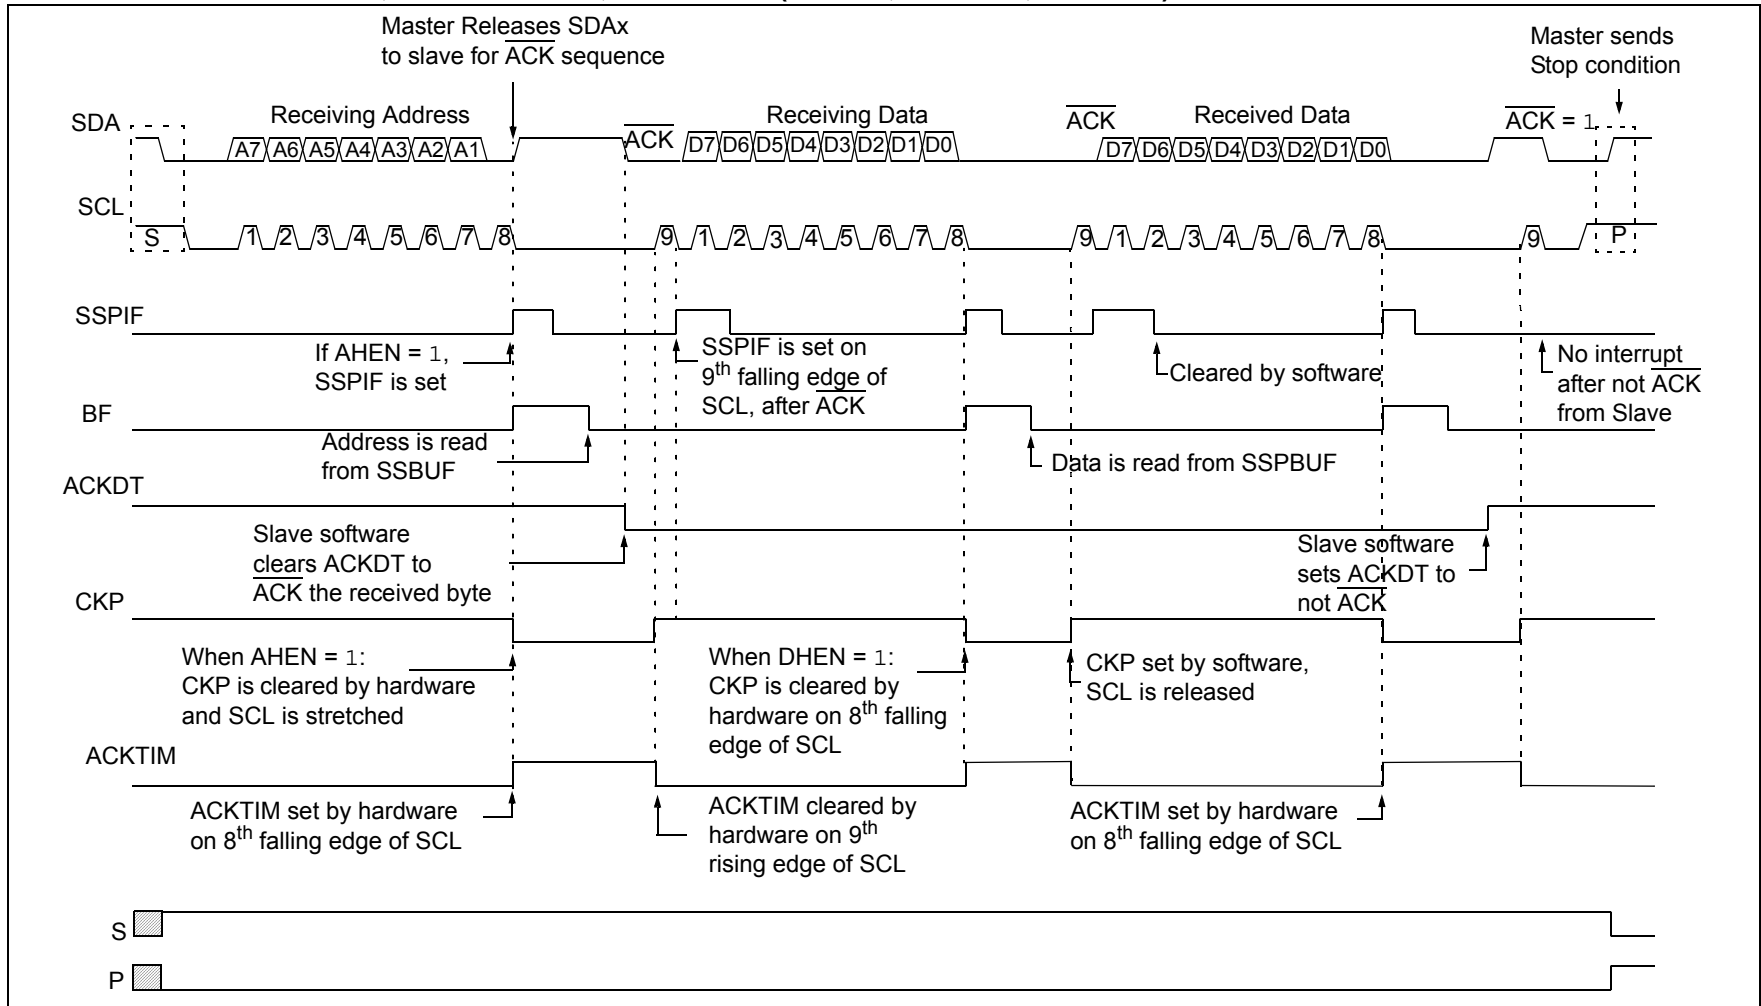 Master Releases SDAx
to slave for ACK sequence
Master sends
Stop condition
SDA
Receiving Address
ACK
Receiving Data
ACK
Received Data
ACK = 1
A7 A6 A5 A4 A3 A2 A1
D7 D6 D5 D4 D3 D2 D1 D0
D7 D6 D5 D4 D3 D2 D1 D0
SCL
S 1 2 3 4 5 6 7 8 9 1 2 3 4 5 6 7 8 9 1 2 3 4 5 6 7 8 9 P
SSPIF
If AHEN = 1,
SSPIF is set
SSPIF is set on
9th falling edge of
SCL, after ACK
Cleared by software
No interrupt
after not ACK
from Slave
BF
Address is read
from SSBUF
Data is read from SSPBUF
ACKDT
Slave software
clears ACKDT to
ACK the received byte
Slave software
sets ACKDT to
not ACK
CKP
When AHEN = 1:
CKP is cleared by hardware
and SCL is stretched
When DHEN = 1:
CKP is cleared by
hardware on 8th falling
edge of SCL
CKP set by software,
SCL is released
ACKTIM
ACKTIM set by hardware
on 8th falling edge of SCL
ACKTIM cleared by
hardware on 9th
rising edge of SCL
ACKTIM set by hardware
on 8th falling edge of SCL
S
P